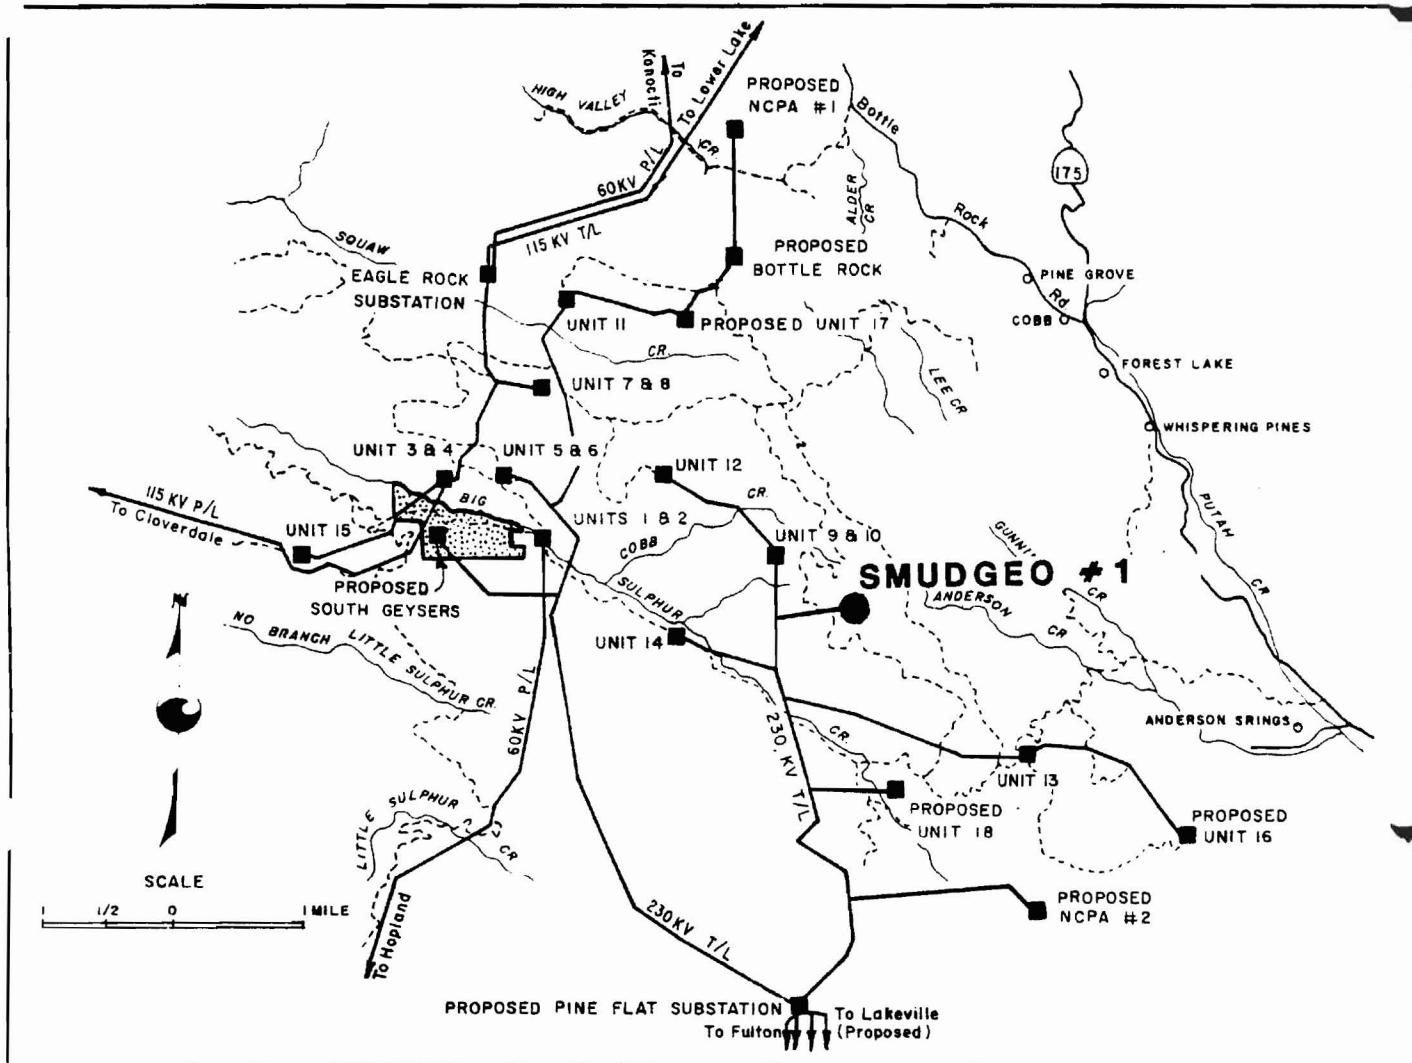 To
Konocti
To Lower Lake
PROPOSED
NCPA #1
HIGH VALLEY
CR.
Bottle
Rock
Rd
175
60KV P/L
115 KV T/L
ALDER
CR
SQUAW
EAGLE ROCK
SUBSTATION
PROPOSED
BOTTLE ROCK
PINE GROVE
COBB
UNIT 11
PROPOSED UNIT 17
CR.
LEE CR.
FOREST LAKE
UNIT 7 & 8
WHISPERING PINES
UNIT 3 & 4
UNIT 5 & 6
UNIT 12
115 KV P/L
To Cloverdale
BIG
CR.
UNIT 15
UNITS 1 & 2
COBB
UNIT 9 & 10
GUNNI
CR
PUTAH
CR
SMUDGEO #1
PROPOSED
SOUTH GEYSERS
SULPHUR
ANDERSON
CR
N
NO BRANCH LITTLE SULPHUR CR.
UNIT 14
60KV P/L
230 KV T/L
CR.
ANDERSON SRINGS
UNIT 13
PROPOSED
UNIT 18
PROPOSED
UNIT 16
LITTLE SULPHUR
CR
SCALE
1 1/2 0 1 MILE
To Hopland
230KV T/L
PROPOSED
NCPA #2
PROPOSED PINE FLAT SUBSTATION
To Fulton
To Lakeville
(Proposed)